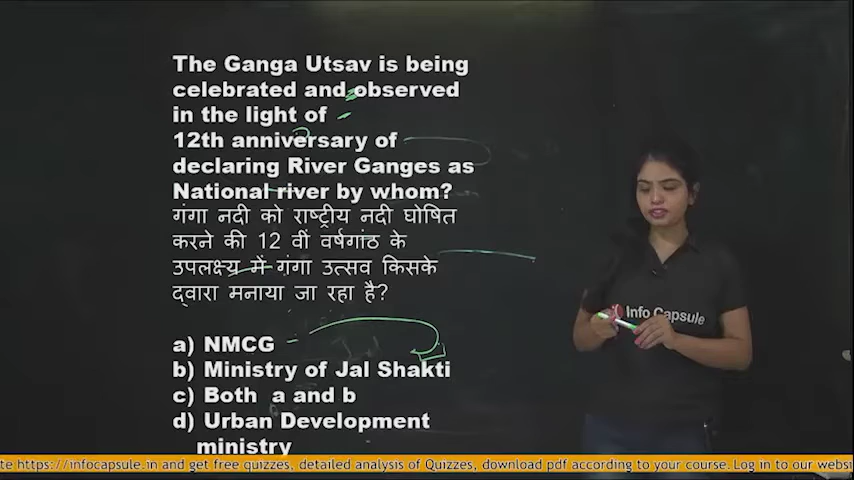 The Ganga Utsav is being
celebrated and observed
in the light of
12th anniversary of
declaring River Ganges as
National river by whom?
गंगा नदी को राष्ट्रीय नदी घोषित
करने की 12 वीं वर्षगांठ के
उपलक्ष्य में गंगा उत्सव किसके
द्वारा मनाया जा रहा है?
a) NMCG
b) Ministry of Jal Shakti
c) Both a and b
d) Urban Development
ministry
Info Capsule
te https://infocapsule.in and get free quizzes, detailed analysis of Quizzes, download pdf according to your course. Log in to our websi